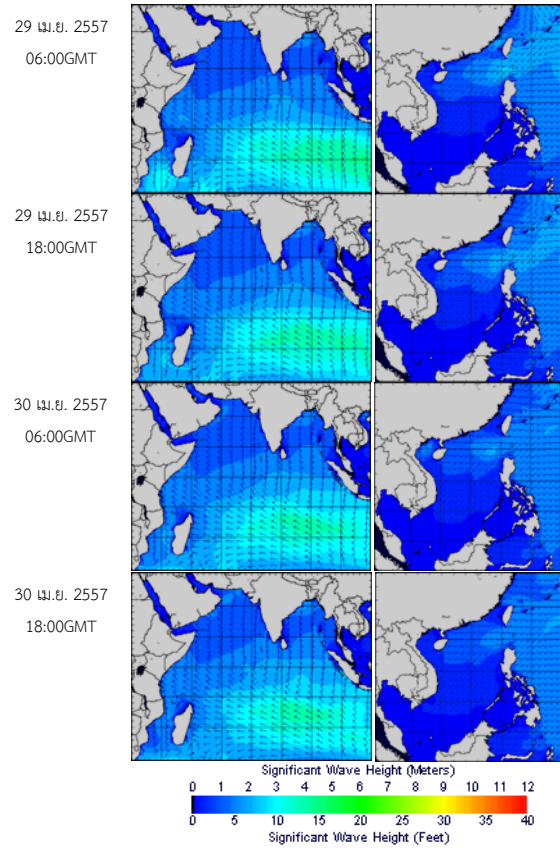 29 เม.ย. 2557
06:00GMT
29 เม.ย. 2557
18:00GMT
30 เม.ย. 2557
06:00GMT
30 เม.ย. 2557
18:00GMT
Significant Wave Height (Meters)
0 1 2 3 4 5 6 7 8 9 10 11 12
0 5 10 15 20 25 30 35 40
Significant Wave Height (Feet)